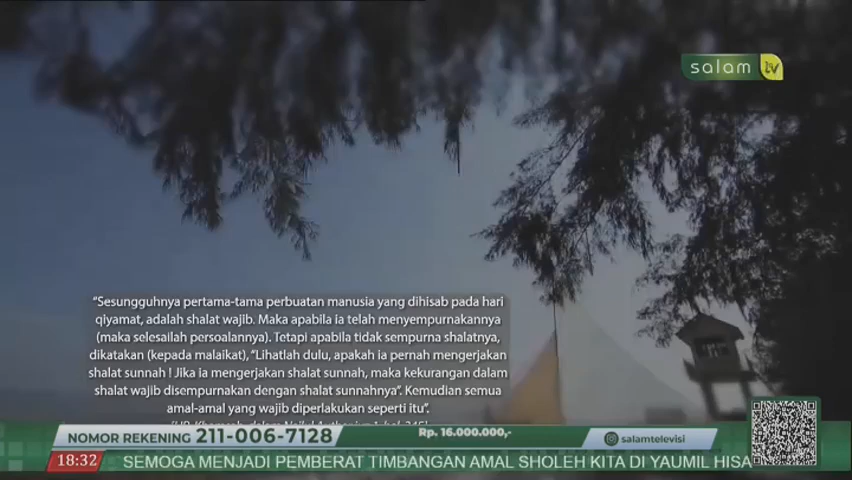 salam tv
“Sesungguhnya pertama-tama perbuatan manusia yang dihisab pada hari
qiyamat, adalah shalat wajib. Maka apabila ia telah menyempurnakannya
(maka selesailah persoalannya). Tetapi apabila tidak sempurna shalatnya,
dikatakan (kepada malaikat), “Lihatlah dulu, apakah ia pernah mengerjakan
shalat sunnah ! Jika ia mengerjakan shalat sunnah, maka kekurangan dalam
shalat wajib disempurnakan dengan shalat sunnahnya”. Kemudian semua
amal-amal yang wajib diperlakukan seperti itu”.
NOMOR REKENING 211-006-7128
Rp. 16.000.000,-
salamtelevisi
18:32
SEMOGA MENJADI PEMBERAT TIMBANGAN AMAL SHOLEH KITA DI YAUMIL HISA